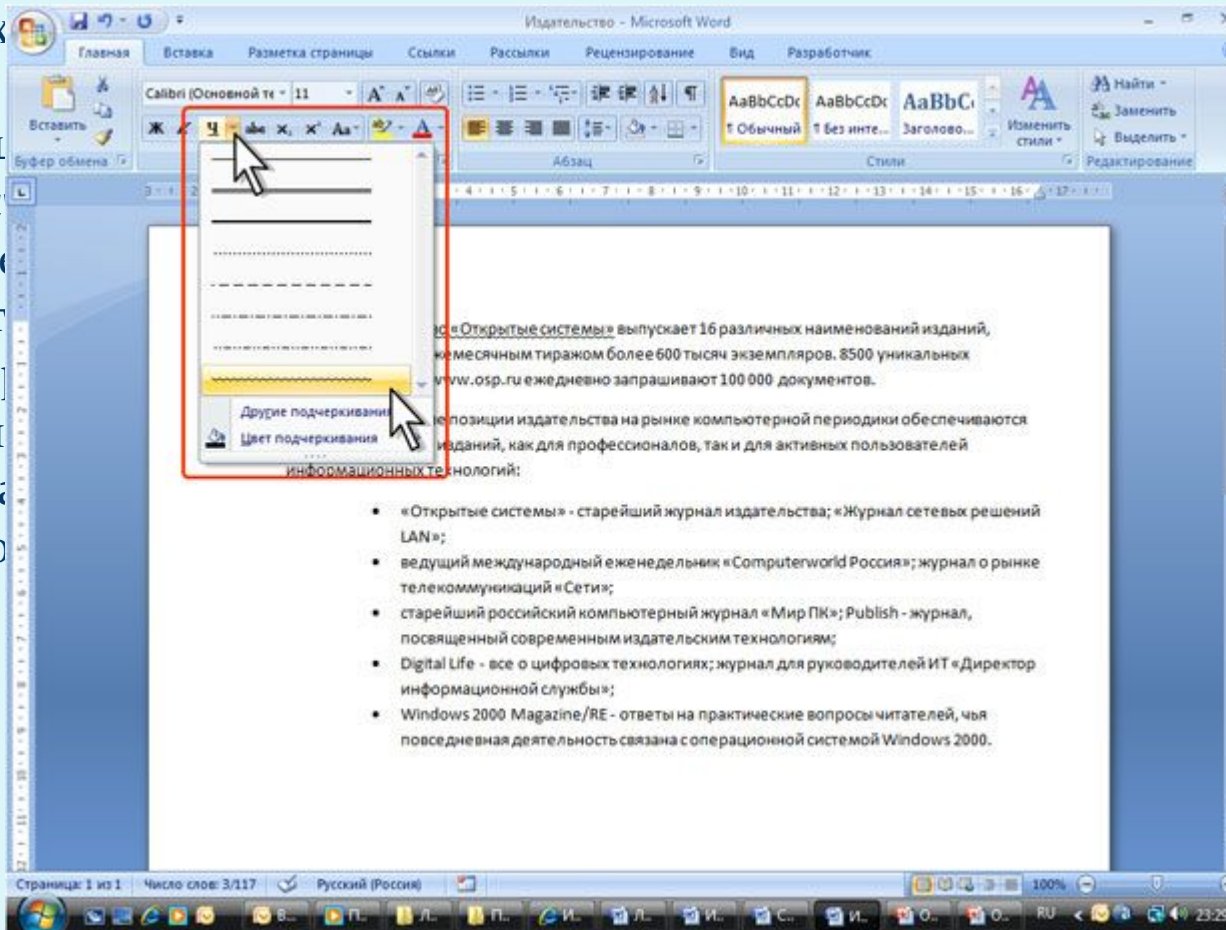 Издательство - Microsoft Word
Главная Вставка Разметка страницы Ссылки Рассылки Рецензирование Вид Разработчик
Вставить
Calibri (Основной те 11
Ж Ч abc x, x² Aa ab A
AaBbCcDc AaBbCcDc AaBbC
¶ Обычный ¶ Без инте... Заголово...
Изменить стили
Найти
Заменить
Выделить
Буфер обмена Абзац Стили Редактирование
Другие подчеркивания
Цвет подчеркивания
«Открытые системы» выпускает 16 различных наименований изданий,
тиражом более 600 тысяч экземпляров. 8500 уникальных
www.osp.ru ежедневно запрашивают 100 000 документов.
позиции издательства на рынке компьютерной периодики обеспечиваются
изданий, как для профессионалов, так и для активных пользователей
информационных технологий:
• «Открытые системы» - старейший журнал издательства; «Журнал сетевых решений
LAN»;
• ведущий международный еженедельник «Computerworld Россия»; журнал о рынке
телекоммуникаций «Сети»;
• старейший российский компьютерный журнал «Мир ПК»; Publish - журнал,
посвященный современным издательским технологиям;
• Digital Life - все о цифровых технологиях; журнал для руководителей ИТ «Директор
информационной службы»;
• Windows 2000 Magazine/RE - ответы на практические вопросы читателей, чья
повседневная деятельность связана с операционной системой Windows 2000.
Страница: 1 из 1 Число слов: 3/117 Русский (Россия) 100%
В... П... Л... П... И... Л... И... С... И... И... О... О... RU 23:29